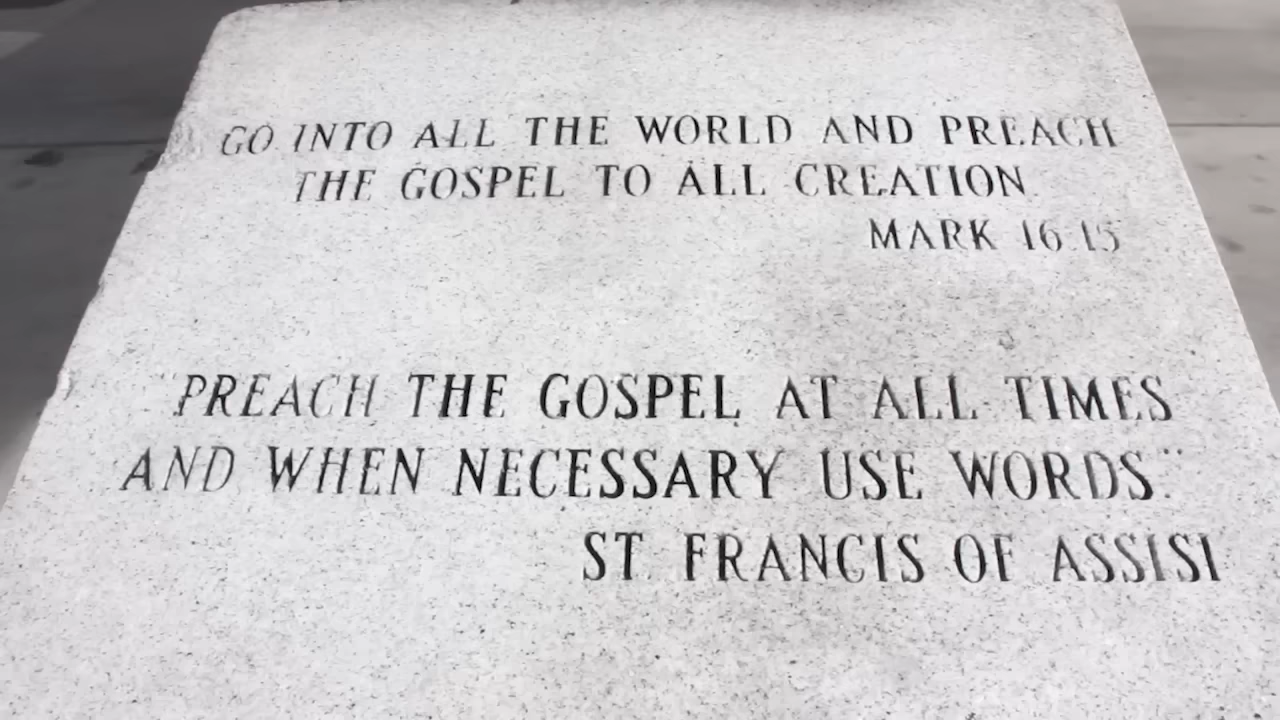 GO INTO ALL THE WORLD AND PREACH
THE GOSPEL TO ALL CREATION
MARK 16 15
"PREACH THE GOSPEL AT ALL TIMES
AND WHEN NECESSARY USE WORDS."
ST. FRANCIS OF ASSISI